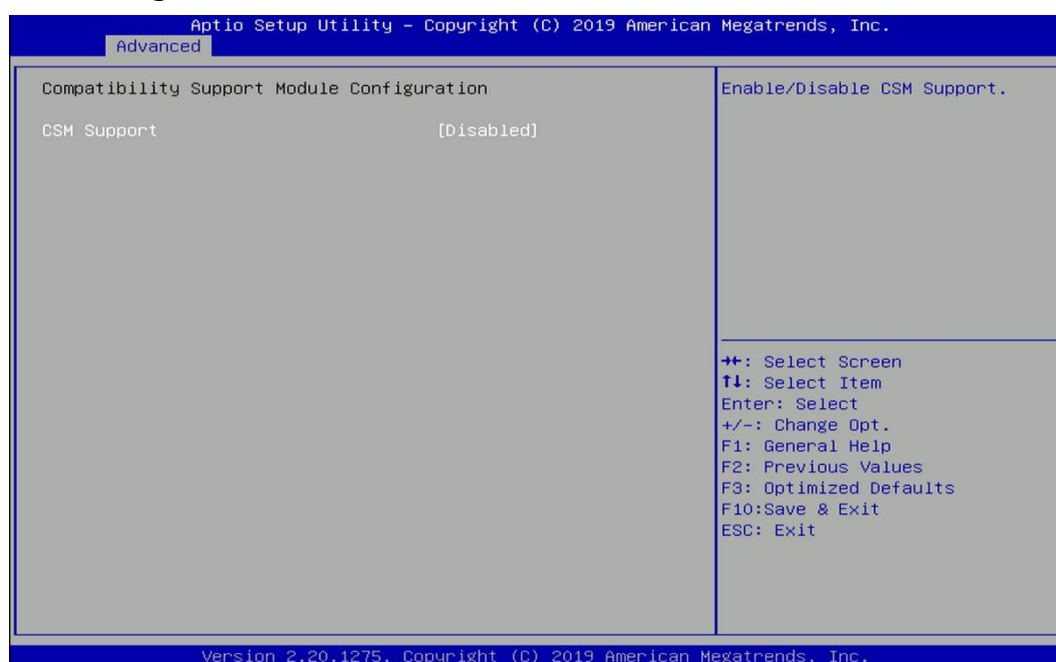 Aptio Setup Utility – Copyright (C) 2019 American Megatrends, Inc.
Advanced
Compatibility Support Module Configuration
CSM Support [Disabled]
Enable/Disable CSM Support.
→←: Select Screen
↑↓: Select Item
Enter: Select
+/-: Change Opt.
F1: General Help
F2: Previous Values
F3: Optimized Defaults
F10:Save & Exit
ESC: Exit
Version 2.20.1275. Copyright (C) 2019 American Megatrends, Inc.